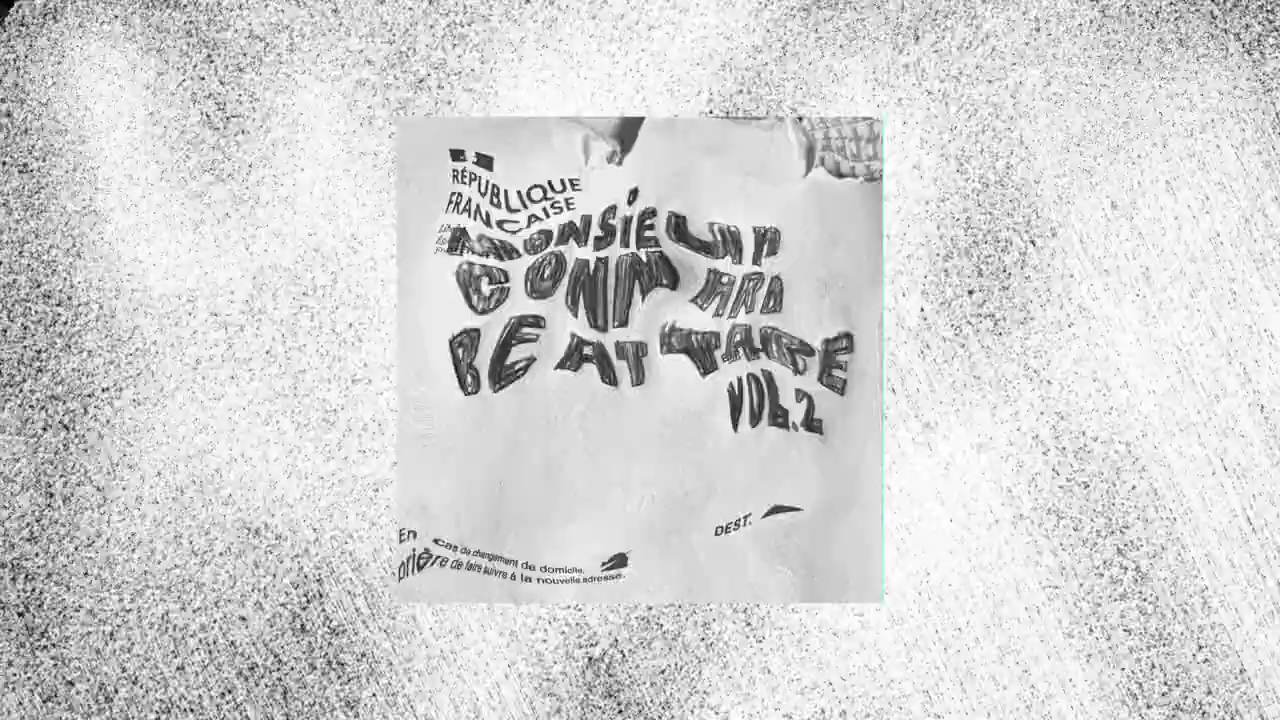 RÉPUBLIQUE
FRANÇAISE
MONSIEUR
CONNARD
BEAT TAPE
VOL.2
DEST.
En cas de changement de domicile,
prière de faire suivre à la nouvelle adresse.